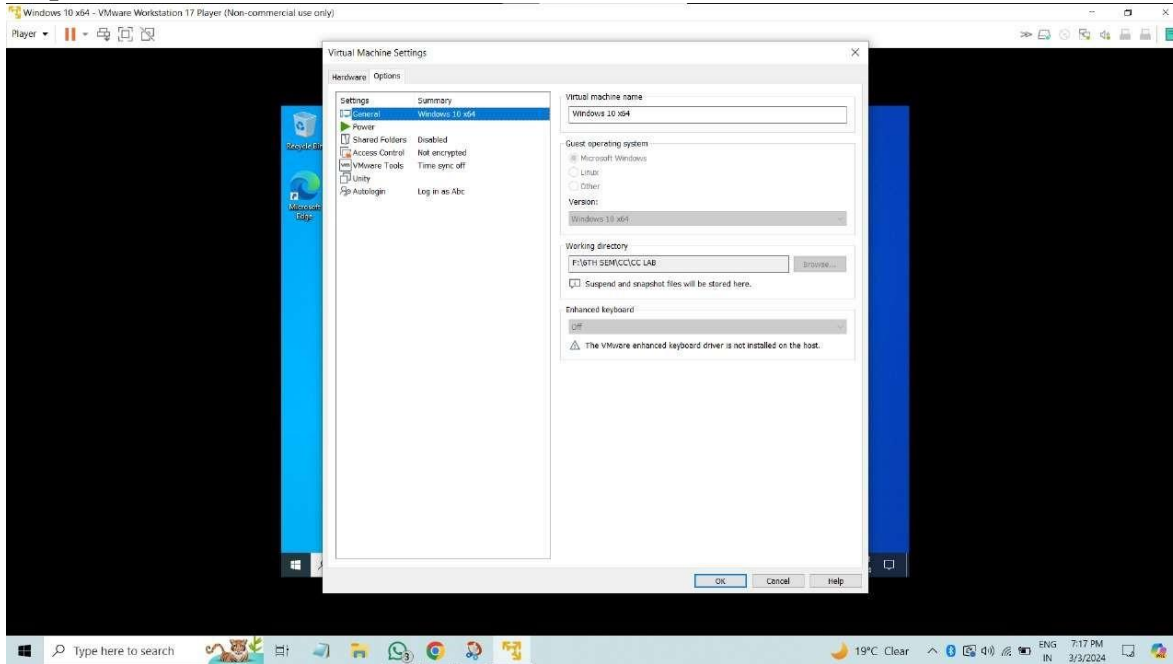 Windows 10 x64 - VMware Workstation 17 Player (Non-commercial use only)
Player
Virtual Machine Settings
Hardware Options
Settings Summary
General Windows 10 x64
Power
Shared Folders Disabled
Access Control Not encrypted
VMware Tools Time sync off
Unity
Autologin Log in as Abc
Virtual machine name
Windows 10 x64
Guest operating system
Microsoft Windows
Linux
Other
Version:
Windows 10 x64
Working directory
F:\6TH SEM\CC\CC LAB
Browse...
Suspend and snapshot files will be stored here.
Enhanced keyboard
Off
The VMware enhanced keyboard driver is not installed on the host.
OK Cancel Help
Recycle Bin
Microsoft
Edge
Type here to search
3
19°C Clear
ENG
IN
7:17 PM
3/3/2024